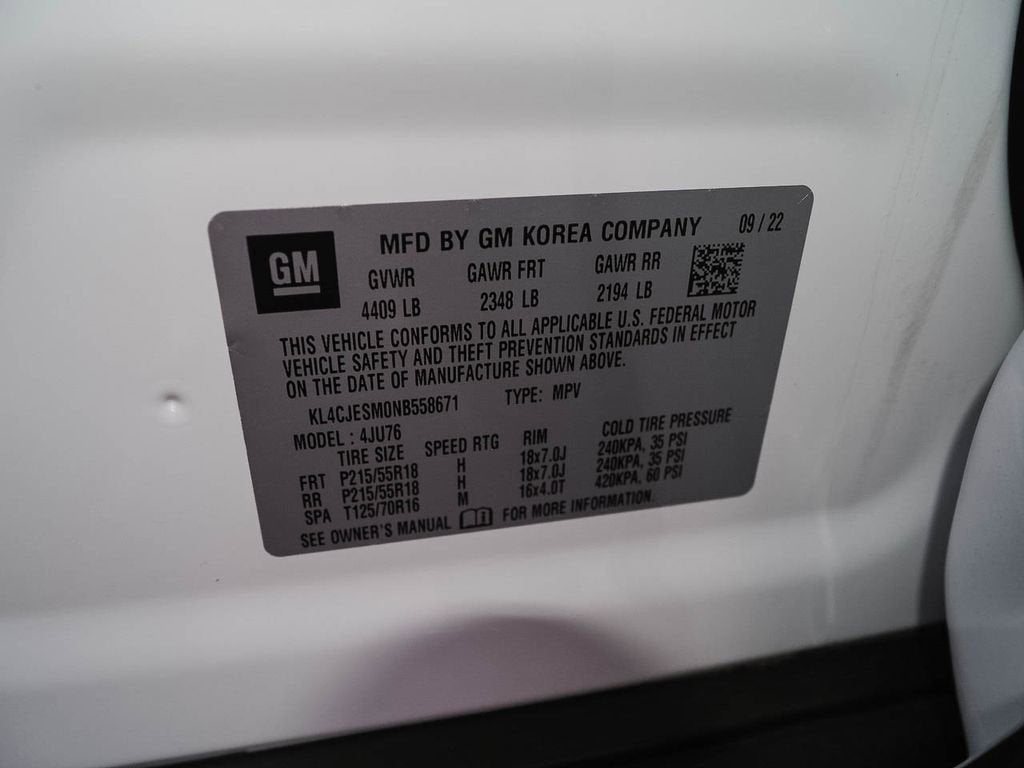 GM
MFD BY GM KOREA COMPANY 09 / 22
GVWR GAWR FRT GAWR RR
4409 LB 2348 LB 2194 LB
THIS VEHICLE CONFORMS TO ALL APPLICABLE U.S. FEDERAL MOTOR
VEHICLE SAFETY AND THEFT PREVENTION STANDARDS IN EFFECT
ON THE DATE OF MANUFACTURE SHOWN ABOVE.
KL4CJESM0NB558671 TYPE: MPV
MODEL : 4JU76
TIRE SIZE SPEED RTG RIM COLD TIRE PRESSURE
FRT P215/55R18 H 18x7.0J 240KPA, 35 PSI
RR P215/55R18 H 18x7.0J 240KPA, 35 PSI
SPA T125/70R16 M 16x4.0T 420KPA, 60 PSI
SEE OWNER'S MANUAL FOR MORE INFORMATION.